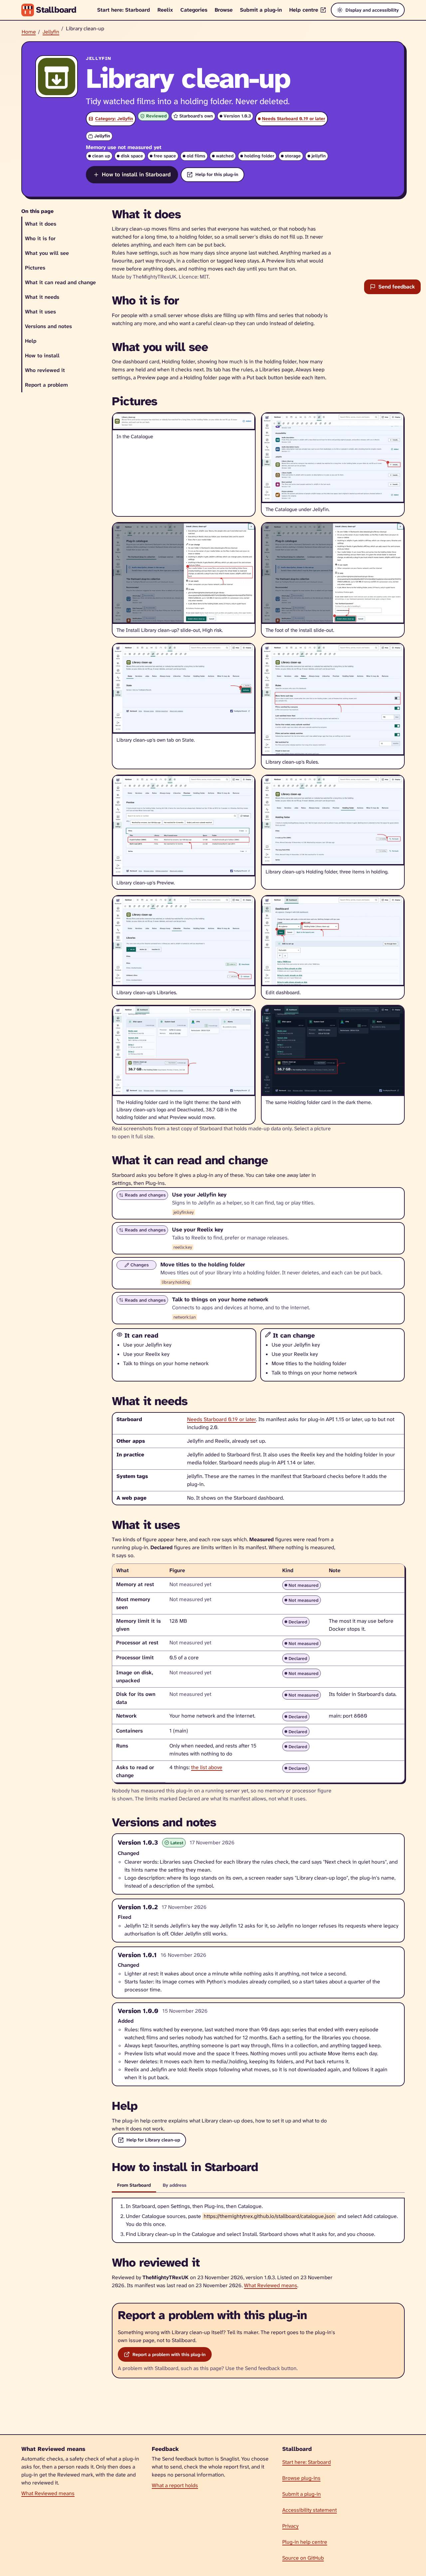 Stallboard
Start here: Starboard
Reelix
Categories
Browse
Submit a plug-in
Help centre
Display and accessibility
Home / Jellyfin / Library clean-up
JELLYFIN
Library clean-up
Tidy watched films into a holding folder. Never deleted.
Category: Jellyfin
Reviewed
Starboard's own
Version 1.0.3
Needs Starboard 0.19 or later
Jellyfin
Memory use not measured yet
clean up
disk space
free space
old films
watched
holding folder
storage
jellyfin
How to install in Starboard
Help for this plug-in
On this page
What it does
Who it is for
What you will see
Pictures
What it can read and change
What it needs
What it uses
Versions and notes
Help
How to install
Who reviewed it
Report a problem
Send feedback
What it does
Library clean-up moves films and series that everyone has watched, or that nobody has
watched for a long time, to a holding folder, so a small server's disks do not fill up. It never
deletes anything, and each item can be put back.
Rules have settings, such as how many days since anyone last watched. Anything marked as a
favourite, part way through, in a collection or tagged keep stays. A Preview lists what would
move before anything does, and nothing moves each day until you turn that on.
Made by TheMightyTRexUK. Licence: MIT.
Who it is for
For people with a small server whose disks are filling up with films and series that nobody is
watching any more, and who want a careful clean-up they can undo instead of deleting.
What you will see
One dashboard card, Holding folder, showing how much is in the holding folder, how many
items are held and when it checks next. Its tab has the rules, a Libraries page, Always keep
settings, a Preview page and a Holding folder page with a Put back button beside each item.
Pictures
In the Catalogue
The Catalogue under Jellyfin.
The Install Library clean-up? slide-out, High risk.
The foot of the install slide-out.
Library clean-up's own tab on State.
Library clean-up's Rules.
Library clean-up's Preview.
Library clean-up's Holding folder, three items in holding.
Library clean-up's Libraries.
Edit dashboard.
The Holding folder card in the light theme: the band with
Library clean-up's logo and Deactivated, 38.7 GB in the
holding folder and what Preview would move.
The same Holding folder card in the dark theme.
Real screenshots from a test copy of Starboard that holds made-up data only. Select a picture
to open it full size.
What it can read and change
Starboard asks you before it gives a plug-in any of these. You can take one away later in
Settings, then Plug-ins.
Reads and changes
Use your Jellyfin key
Signs in to Jellyfin as a helper, so it can find, tag or play titles.
jellyfin:key
Reads and changes
Use your Reelix key
Talks to Reelix to find, prefer or manage releases.
reelix:key
Changes
Move titles to the holding folder
Moves titles out of your library into a holding folder. It never deletes, and each can be put back.
library:holding
Reads and changes
Talk to things on your home network
Connects to apps and devices at home, and to the internet.
network:lan
It can read
Use your Jellyfin key
Use your Reelix key
Talk to things on your home network
It can change
Use your Jellyfin key
Use your Reelix key
Move titles to the holding folder
Talk to things on your home network
What it needs
Starboard
Needs Starboard 0.19 or later. Its manifest asks for plug-in API 1.15 or later, up to but not
including 2.0.
Other apps
Jellyfin and Reelix, already set up.
In practice
Jellyfin added to Starboard first. It also uses the Reelix key and the holding folder in your
media folder. Starboard needs plug-in API 1.14 or later.
System tags
jellyfin. These are the names in the manifest that Starboard checks before it adds the
plug-in.
A web page
No. It shows on the Starboard dashboard.
What it uses
Two kinds of figure appear here, and each row says which. Measured figures were read from a
running plug-in. Declared figures are limits written in its manifest. Where nothing is measured,
it says so.
What Figure Kind Note
Memory at rest Not measured yet Not measured
Most memory
seen Not measured yet Not measured
Memory limit it is
given 128 MB Declared The most it may use before
Docker stops it.
Processor at rest Not measured yet Not measured
Processor limit 0.5 of a core Declared
Image on disk,
unpacked Not measured yet Not measured
Disk for its own
data Not measured yet Not measured Its folder in Starboard's data.
Network Your home network and the internet. Declared main: port 6060
Containers 1 (main) Declared
Runs Only when needed, and rests after 15
minutes with nothing to do Declared
Asks to read or
change 4 things: the list above Declared
Nobody has measured this plug-in on a running server yet, so no memory or processor figure
is shown. The limits marked Declared are what its manifest allows, not what it uses.
Versions and notes
Version 1.0.3 Latest 17 November 2026
Changed
Clearer words: Libraries says Checked for each library the rules check, the card says "Next check in quiet hours", and
its hints name the setting they mean.
Logo description: where its logo stands on its own, a screen reader says "Library clean-up logo", the plug-in's name,
instead of a description of the symbol.
Version 1.0.2 17 November 2026
Fixed
Jellyfin 12: it sends Jellyfin's key the way Jellyfin 12 asks for it, so Jellyfin no longer refuses its requests where legacy
authorisation is off. Older Jellyfin still works.
Version 1.0.1 16 November 2026
Changed
Lighter at rest: it wakes about once a minute while nothing asks it anything, not twice a second.
Starts faster: its image comes with Python's modules already compiled, so a start takes about a quarter of the
processor time.
Version 1.0.0 15 November 2026
Added
Rules: films watched by everyone, last watched more than 90 days ago; series that ended with every episode
watched; films and series nobody has watched for 12 months. Each a setting, for the libraries you choose.
Always kept: favourites, anything someone is part way through, films in a collection, and anything tagged keep.
Preview lists what would move and the space it frees. Nothing moves until you activate Move items each day.
Never deletes: it moves each item to media/.holding, keeping its folders, and Put back returns it.
Reelix and Jellyfin are told: Reelix stops following what moves, so it is not downloaded again, and follows it again
when it is put back.
Help
The plug-in help centre explains what Library clean-up does, how to set it up and what to do
when it does not work.
Help for Library clean-up
How to install in Starboard
From Starboard
By address
1. In Starboard, open Settings, then Plug-ins, then Catalogue.
2. Under Catalogue sources, paste https://themightytrex.github.io/stallboard/catalogue.json and select Add catalogue.
You do this once.
3. Find Library clean-up in the Catalogue and select Install. Starboard shows what it asks for, and you choose.
Who reviewed it
Reviewed by TheMightyTRexUK on 23 November 2026, version 1.0.3. Listed on 23 November
2026. Its manifest was last read on 23 November 2026. What Reviewed means.
Report a problem with this plug-in
Something wrong with Library clean-up itself? Tell its maker. The report goes to the plug-in's
own issue page, not to Stallboard.
Report a problem with this plug-in
A problem with Stallboard, such as this page? Use the Send feedback button.
What Reviewed means
Automatic checks, a safety check of what a plug-in
asks for, then a person reads it. Only then does a
plug-in get the Reviewed mark, with the date and
who reviewed it.
What Reviewed means
Feedback
The Send feedback button is Snaglist. You choose
what to send, check the whole report first, and it
keeps no personal information.
What a report holds
Stallboard
Start here: Starboard
Browse plug-ins
Submit a plug-in
Accessibility statement
Privacy
Plug-in help centre
Source on GitHub